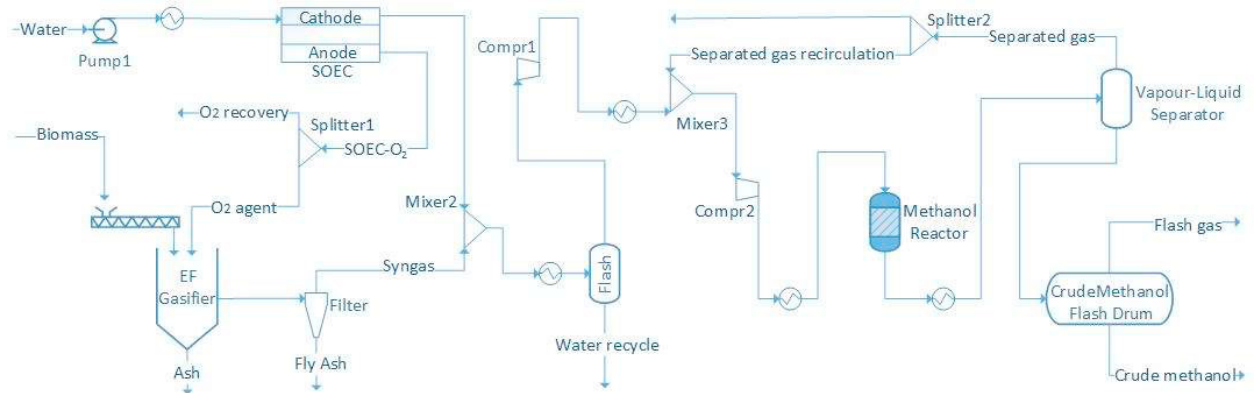 Water
Pump1
Cathode
Anode
SOEC
Compr1
Splitter2
Separated gas
Separated gas recirculation
Vapour-Liquid
Separator
O2 recovery
Splitter1
SOEC-O₂
Mixer3
Biomass
O2 agent
Mixer2
Compr2
Methanol
Reactor
Flash gas
Syngas
EF
Gasifier
Filter
Flash
CrudeMethanol
Flash Drum
Water recycle
Ash
Fly Ash
Crude methanol